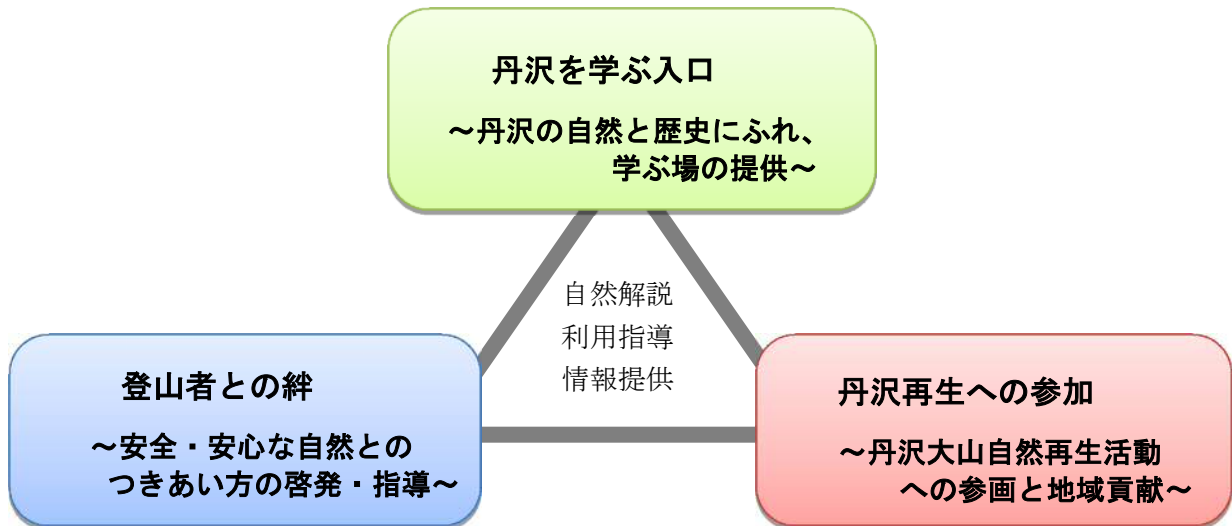 丹沢を学ぶ入口
~丹沢の自然と歴史にふれ、
学ぶ場の提供~
自然解説
利用指導
情報提供
登山者との絆
~安全・安心な自然との
つきあい方の啓発・指導~
丹沢再生への参加
~丹沢大山自然再生活動
への参画と地域貢献~